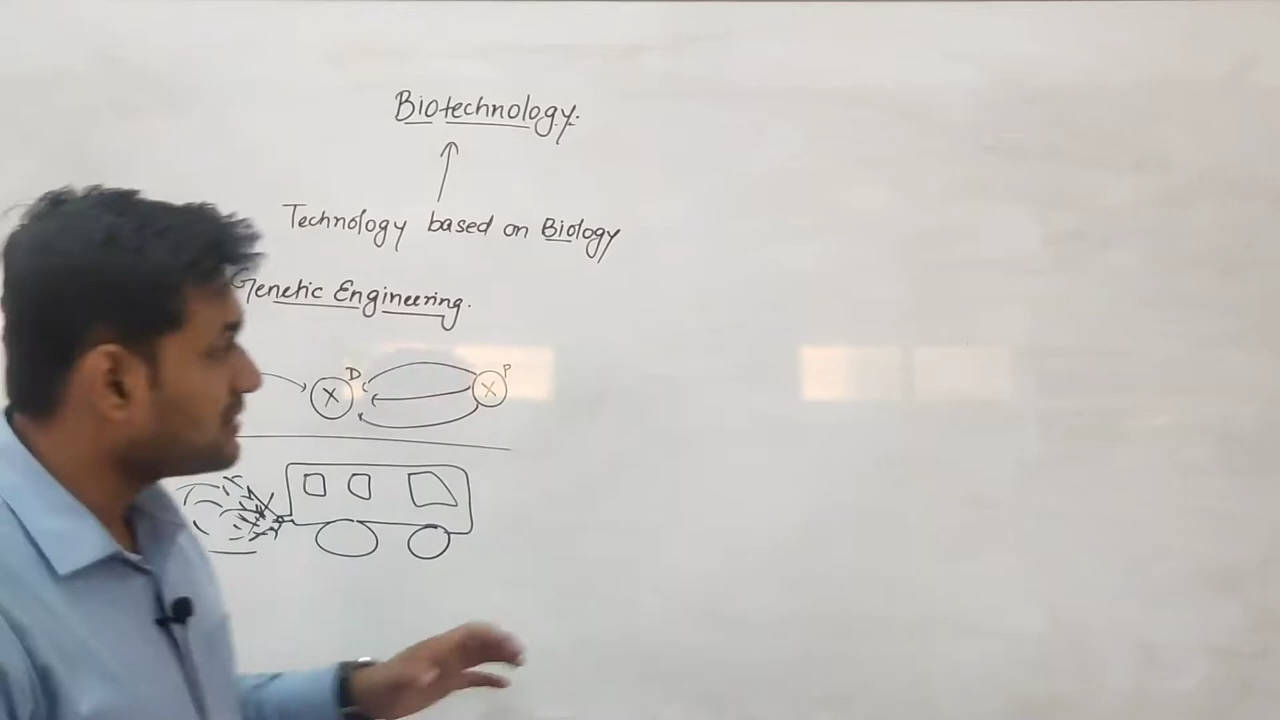 Biotechnology.
Technology based on Biology
Genetic Engineering.
X D X P